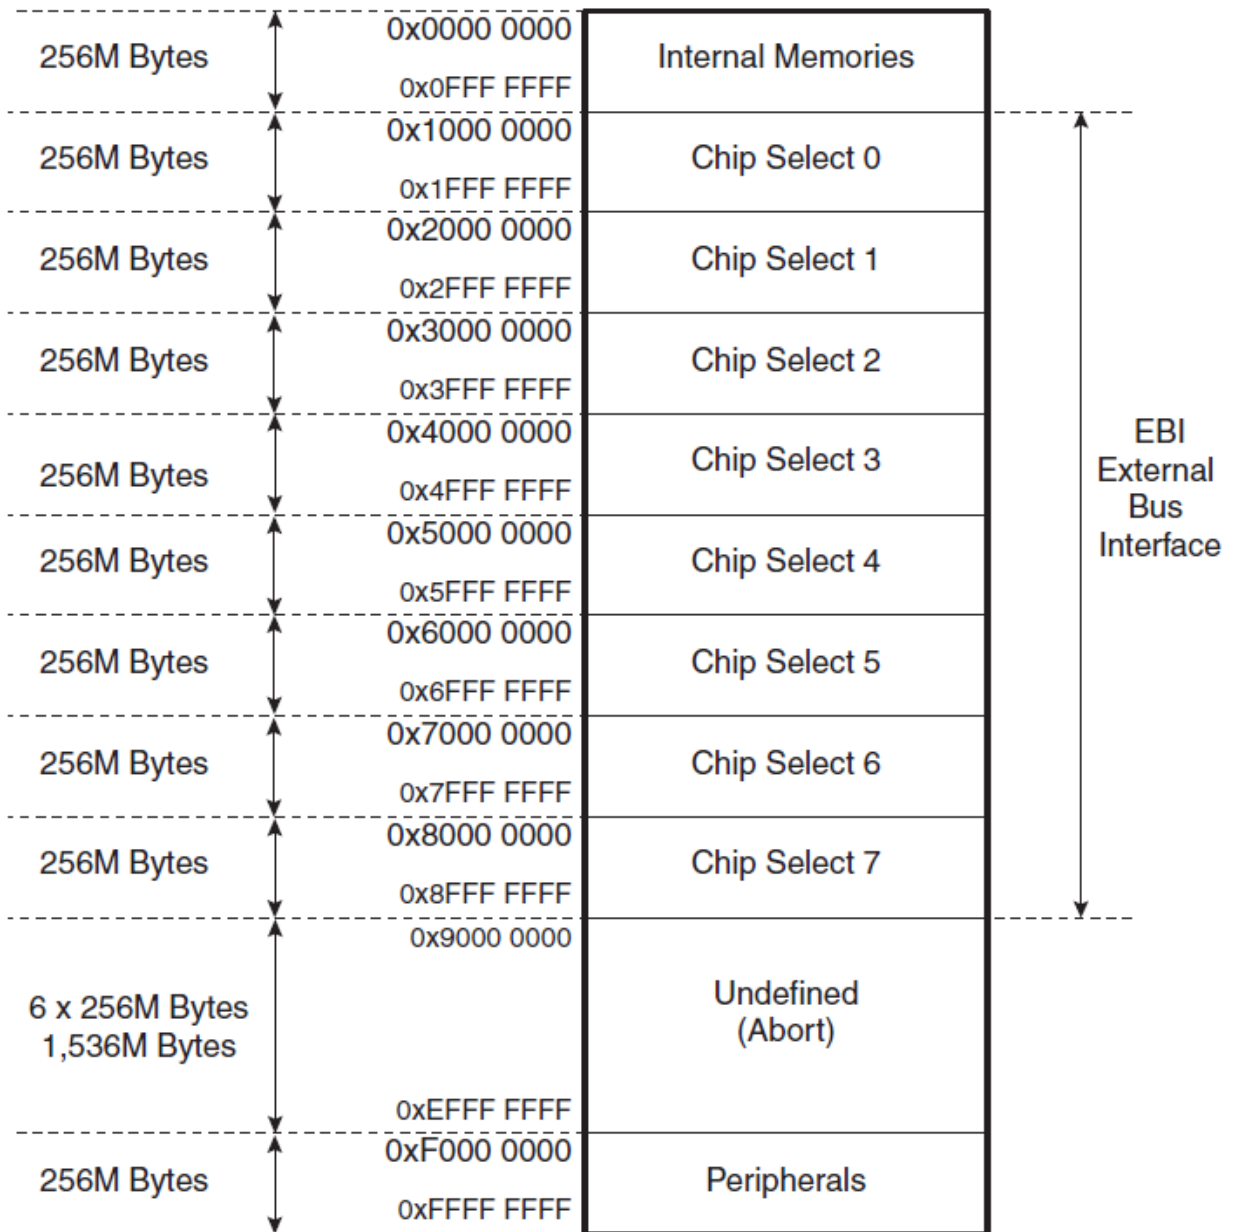 0x0000 0000
256M Bytes
Internal Memories
0x0FFF FFFF
0x1000 0000
256M Bytes
Chip Select 0
0x1FFF FFFF
0x2000 0000
256M Bytes
Chip Select 1
0x2FFF FFFF
0x3000 0000
256M Bytes
Chip Select 2
0x3FFF FFFF
0x4000 0000
256M Bytes
Chip Select 3
0x4FFF FFFF
EBI
External
Bus
Interface
0x5000 0000
256M Bytes
Chip Select 4
0x5FFF FFFF
0x6000 0000
256M Bytes
Chip Select 5
0x6FFF FFFF
0x7000 0000
256M Bytes
Chip Select 6
0x7FFF FFFF
0x8000 0000
256M Bytes
Chip Select 7
0x8FFF FFFF
0x9000 0000
6 x 256M Bytes
1,536M Bytes
Undefined
(Abort)
0xEFFF FFFF
0xF000 0000
256M Bytes
Peripherals
0xFFFF FFFF